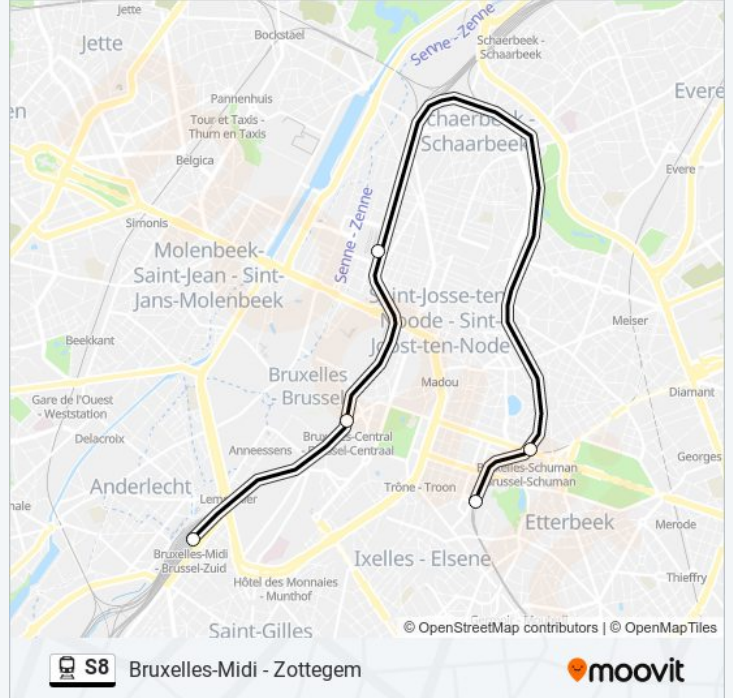 Jette
Jette
Bockstael
Senne - Zenne
Schaerbeek -
Schaarbeek
Evere
Pannenhuis
Tour et Taxis -
Thurn en Taxis
Schaarbeek
Evere
Belgica
Simonis
Senne - Zenne
Molenbeek-
Saint-Jean - Sint-
Jans-Molenbeek
Saint-Josse-ten-
Noode - Sint-
Joost-ten-Node
Meiser
Beekkant
Bruxelles
- Brussel
Madou
Diamant
Gare de l'Ouest
- Weststation
Delacroix
Anneessens
Bruxelles-Central
- Brussel-Centraal
Georges
Anderlecht
Trône - Troon
Bruxelles-Schuman
Brussel-Schuman
Etterbeek
Merode
Bruxelles-Midi
- Brussel-Zuid
Ixelles - Elsene
Hôtel des Monnaies
- Munthof
Thieffry
Saint-Gilles
© OpenStreetMap contributors | © OpenMapTiles
S8 Bruxelles-Midi - Zottegem
moovit